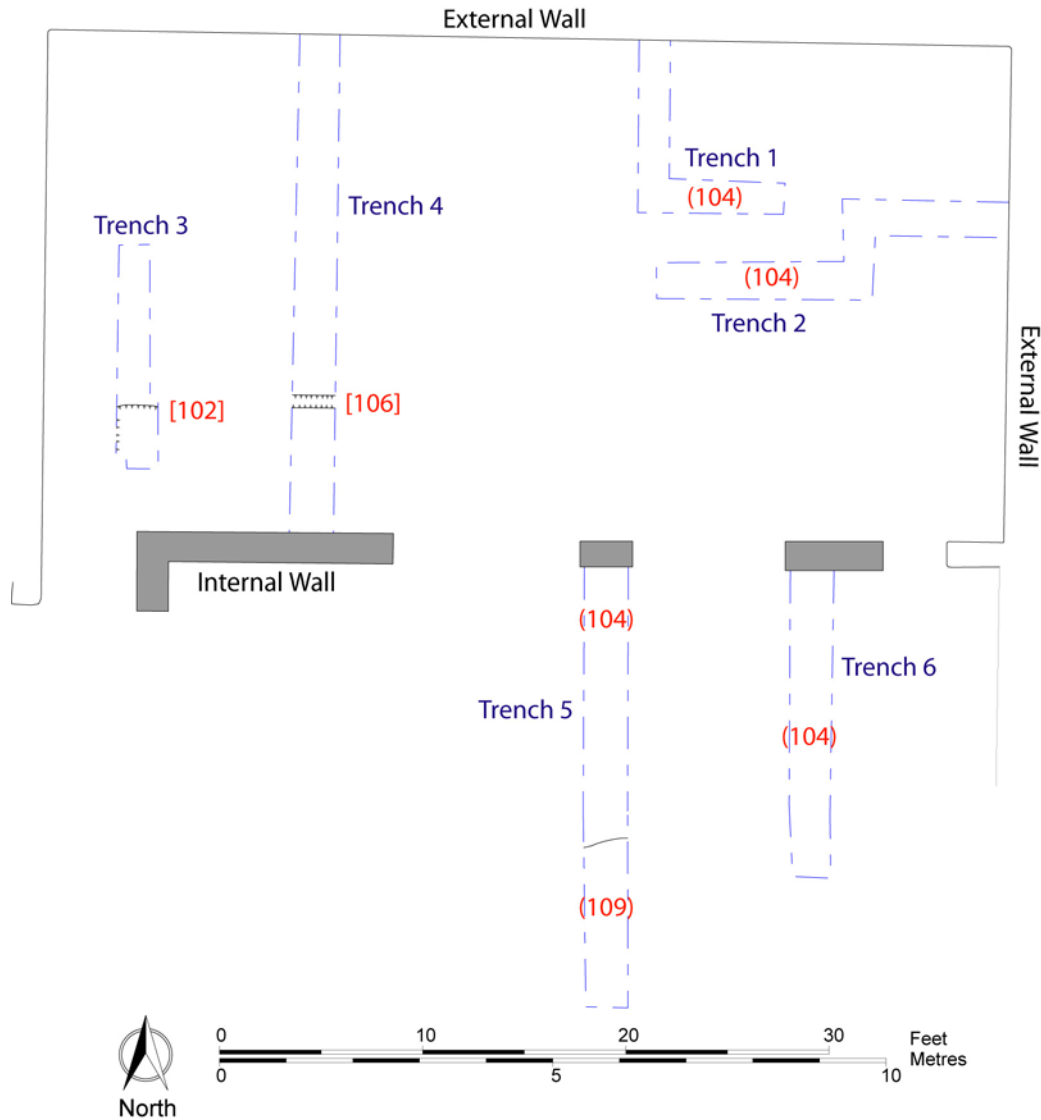 External Wall
Trench 1
(104)
Trench 4
Trench 3
(104)
Trench 2
External Wall
[102]
[106]
Internal Wall
(104)
Trench 6
Trench 5
(104)
(109)
0 10 20 30 Feet
Metres
0 5 10
North